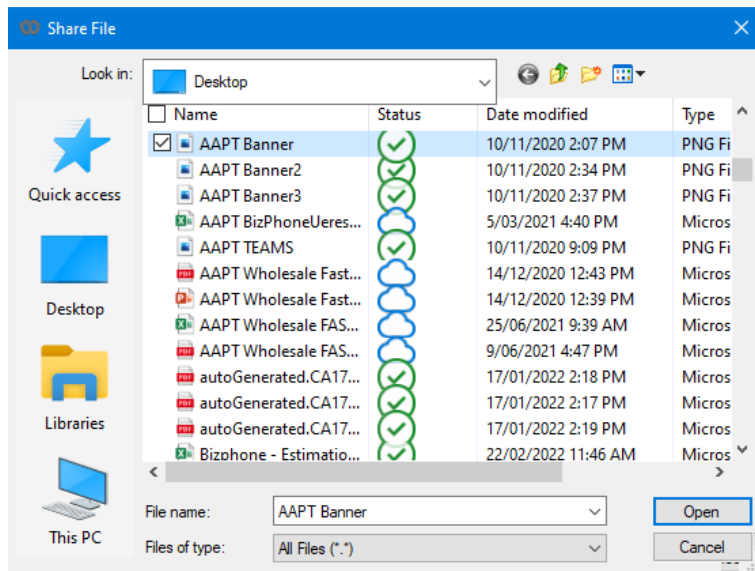 Share File
Look in: Desktop
Name Status Date modified Type
AAPT Banner 10/11/2020 2:07 PM PNG Fi
AAPT Banner2 10/11/2020 2:34 PM PNG Fi
AAPT Banner3 10/11/2020 2:37 PM PNG Fi
AAPT BizPhoneUeres... 5/03/2021 4:40 PM Micros
AAPT TEAMS 10/11/2020 9:09 PM PNG Fi
AAPT Wholesale Fast... 14/12/2020 12:43 PM Micros
AAPT Wholesale Fast... 14/12/2020 12:39 PM Micros
AAPT Wholesale FAS... 25/06/2021 9:39 AM Micros
AAPT Wholesale FAS... 9/06/2021 4:47 PM Micros
autoGenerated.CA17... 17/01/2022 2:18 PM Micros
autoGenerated.CA17... 17/01/2022 2:17 PM Micros
autoGenerated.CA17... 17/01/2022 2:19 PM Micros
Bizphone - Estimatio... 22/02/2022 11:46 AM Micros
Quick access
Desktop
Libraries
This PC
File name: AAPT Banner Open
Files of type: All Files (*.*) Cancel